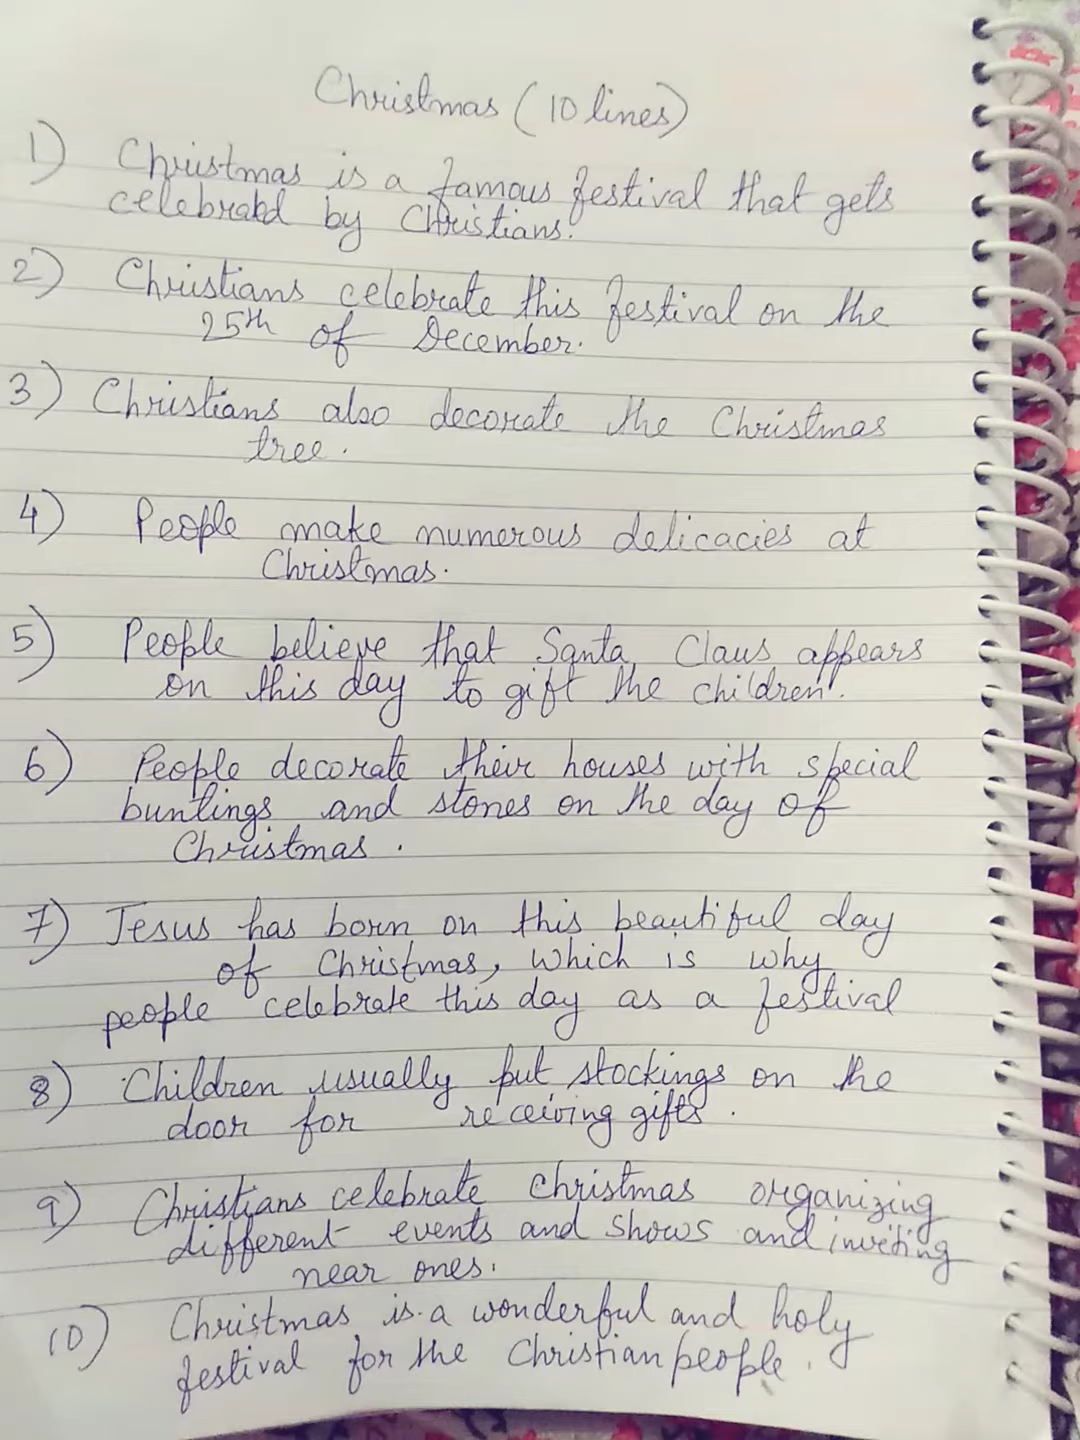 Christmas (10 lines)
1) Christmas is a famous festival that gets
celebrated by Christians.
2) Christians celebrate this festival on the
25th of December.
3) Christians also decorate the Christmas
tree.
4) People make numerous delicacies at
Christmas.
5) People believe that Santa Claus appears
on this day to gift the children.
6) People decorate their houses with special
buntings and stones on the day of
Christmas.
7) Jesus has born on this beautiful day
of Christmas, which is why
people celebrate this day as a festival
8) Children usually put stockings on the
door for receiving gifts.
9) Christians celebrate christmas organizing
different events and shows and inviting
near ones.
10) Christmas is a wonderful and holy
festival for the Christian people.